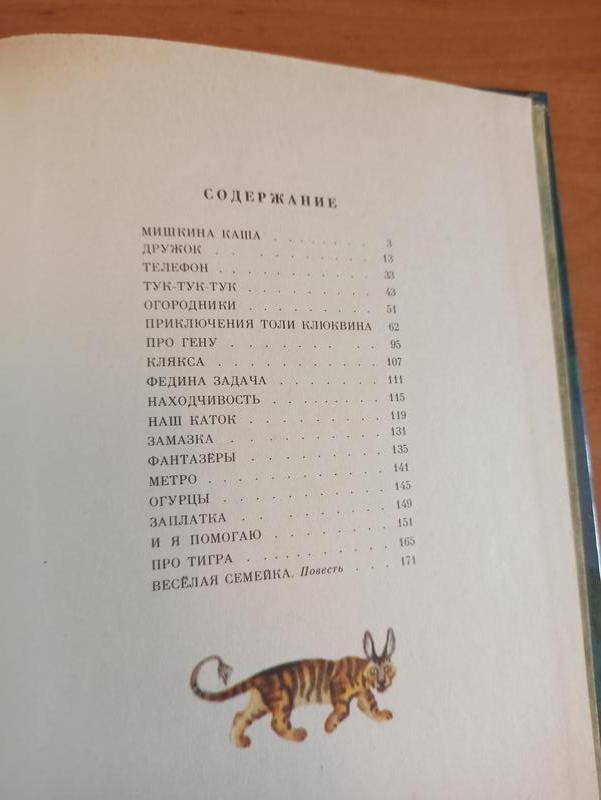 СОДЕРЖАНИЕ
МИШКИНА КАША . . . . . . . 3
ДРУЖОК . . . . . . . . . 13
ТЕЛЕФОН . . . . . . . . . 33
ТУК-ТУК-ТУК . . . . . . . . 43
ОГОРОДНИКИ . . . . . . . . 51
ПРИКЛЮЧЕНИЯ ТОЛИ КЛЮКВИНА 62
ПРО ГЕНУ . . . . . . . . 95
КЛЯКСА . . . . . . . . . 107
ФЕДИНА ЗАДАЧА . . . . . . . 111
НАХОДЧИВОСТЬ . . . . . . . 115
НАШ КАТОК . . . . . . . . 119
ЗАМАЗКА . . . . . . . . . 131
ФАНТАЗЁРЫ . . . . . . . . 135
МЕТРО . . . . . . . . . 141
ОГУРЦЫ . . . . . . . . . 145
ЗАПЛАТКА . . . . . . . . 149
И Я ПОМОГАЮ . . . . . . . 151
ПРО ТИГРА . . . . . . . . 165
ВЕСЁЛАЯ СЕМЕЙКА. Повесть . . . 171